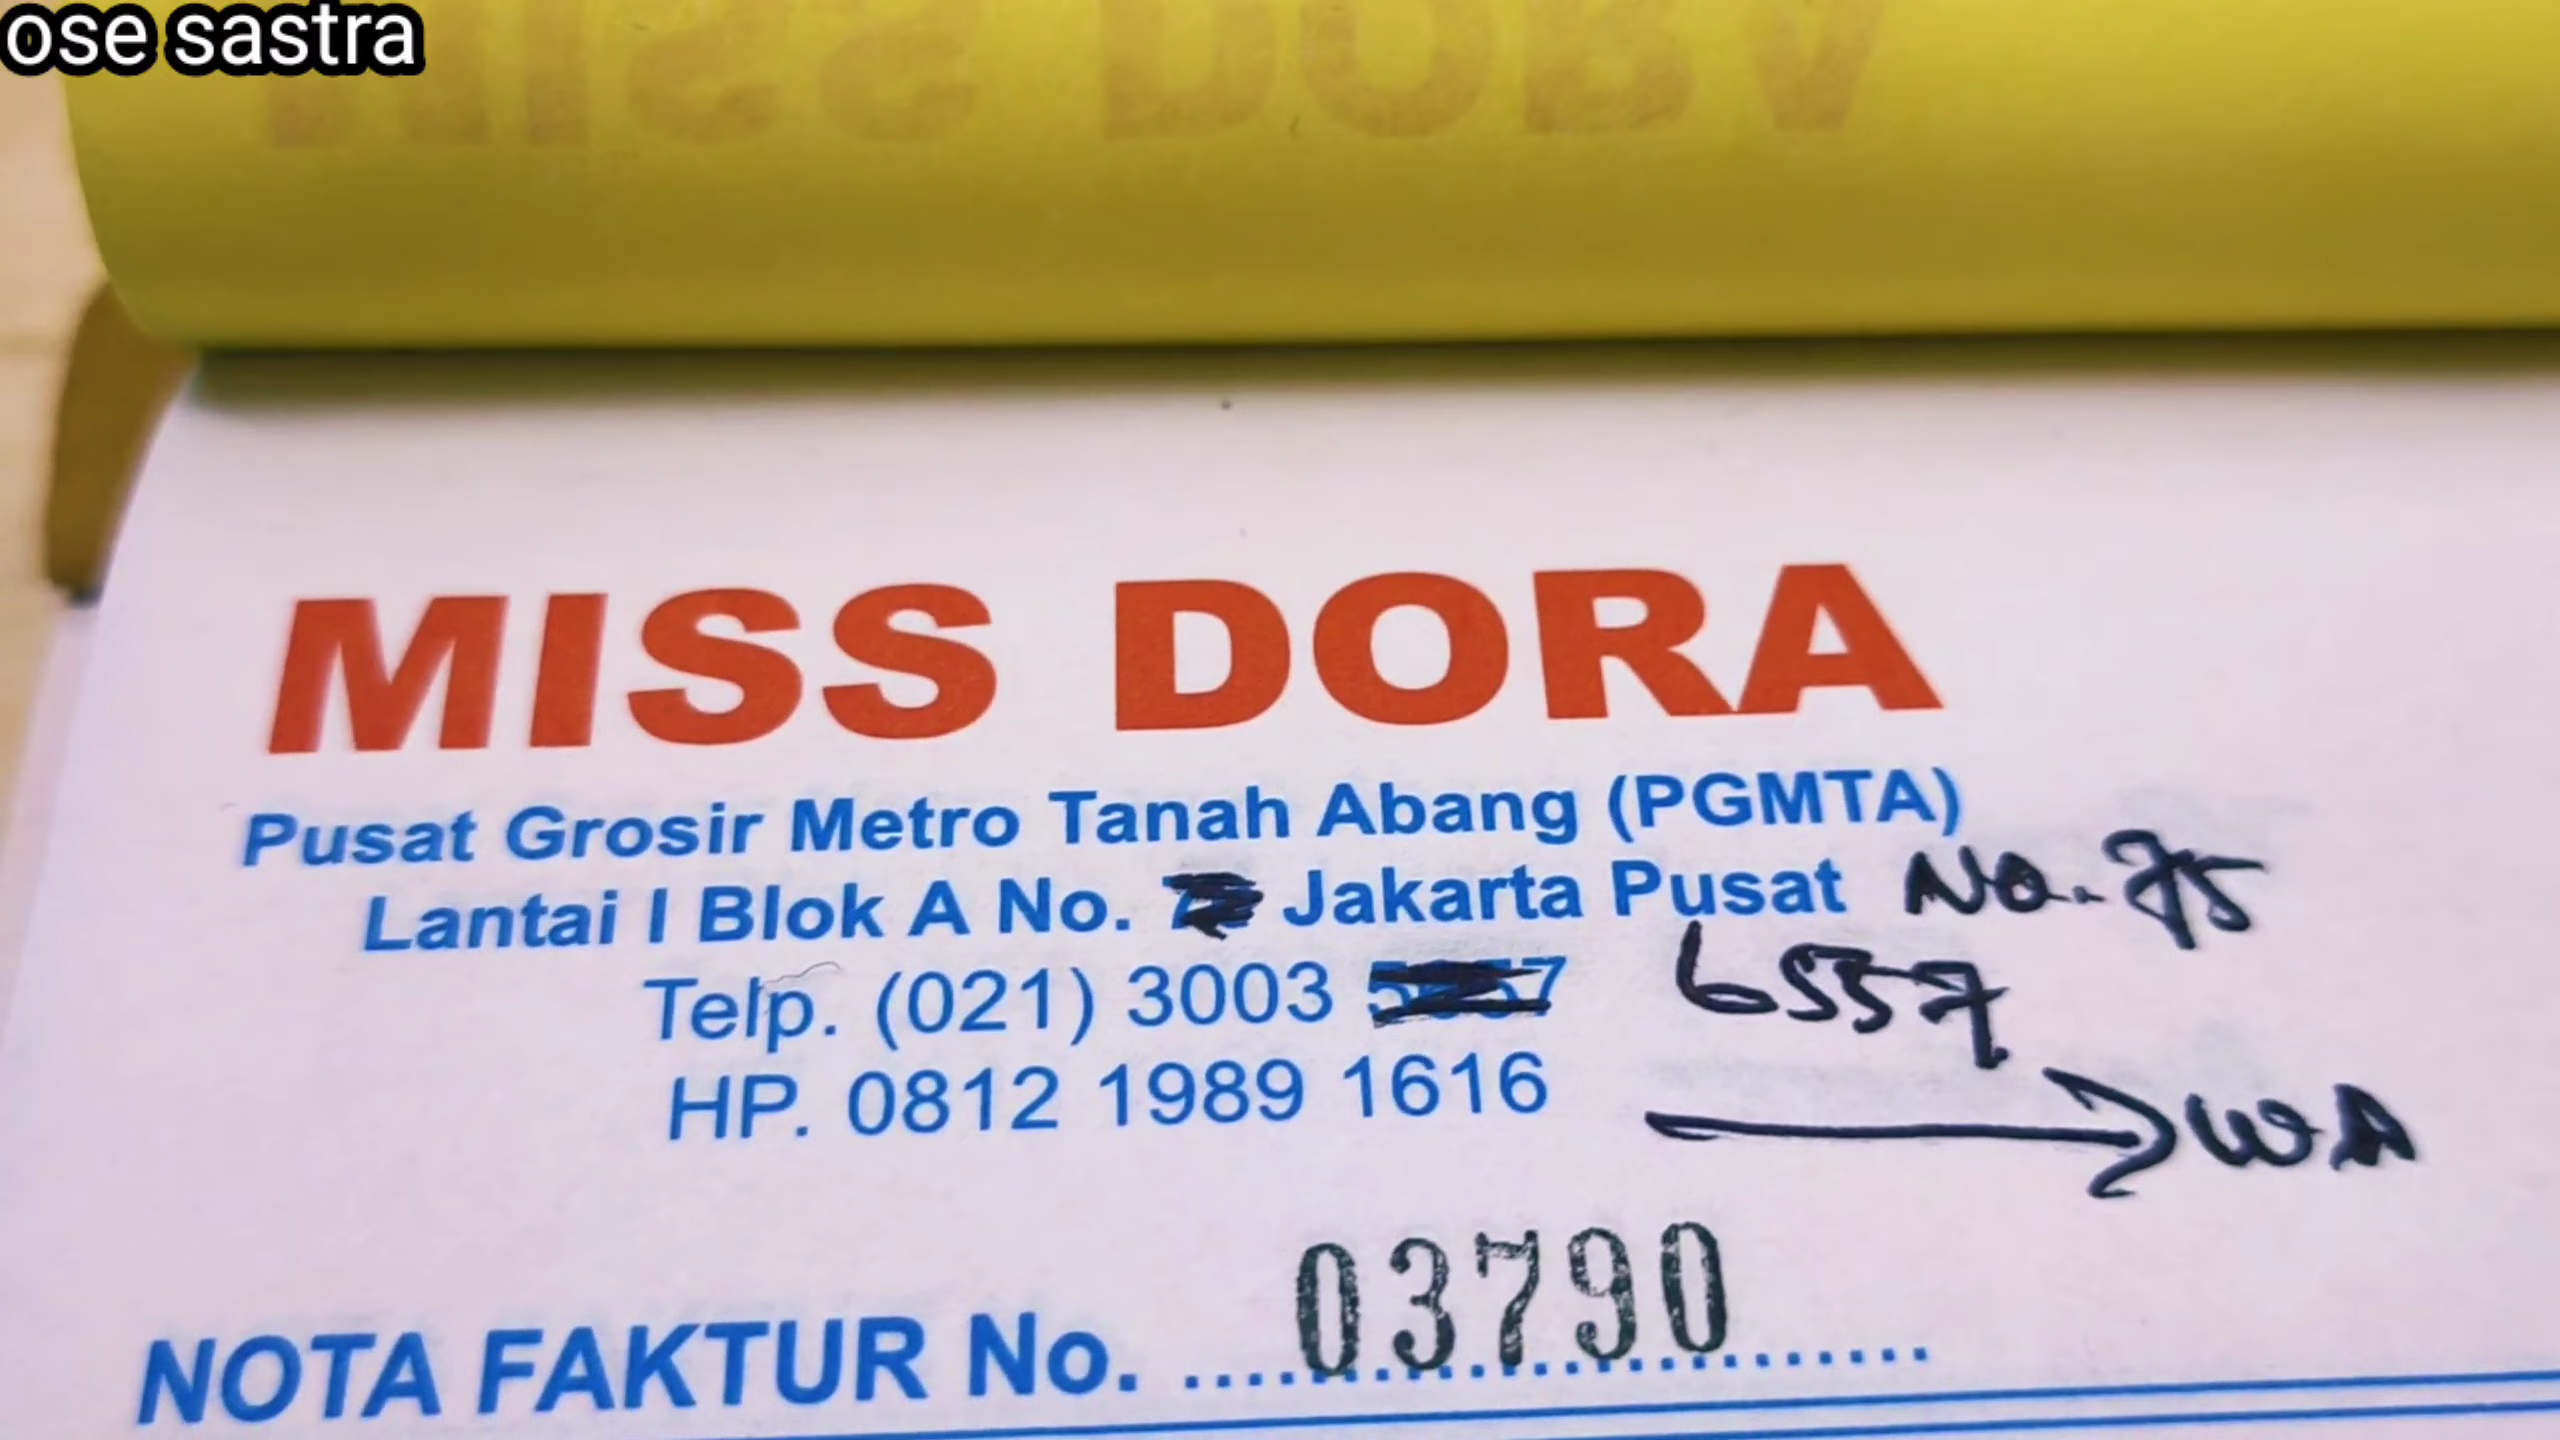 ose sastra
MISS DORA
Pusat Grosir Metro Tanah Abang (PGMTA)
Lantai I Blok A No. Jakarta Pusat No. 75
Telp. (021) 3003 6557
HP. 0812 1989 1616 → WA
NOTA FAKTUR No. 03790